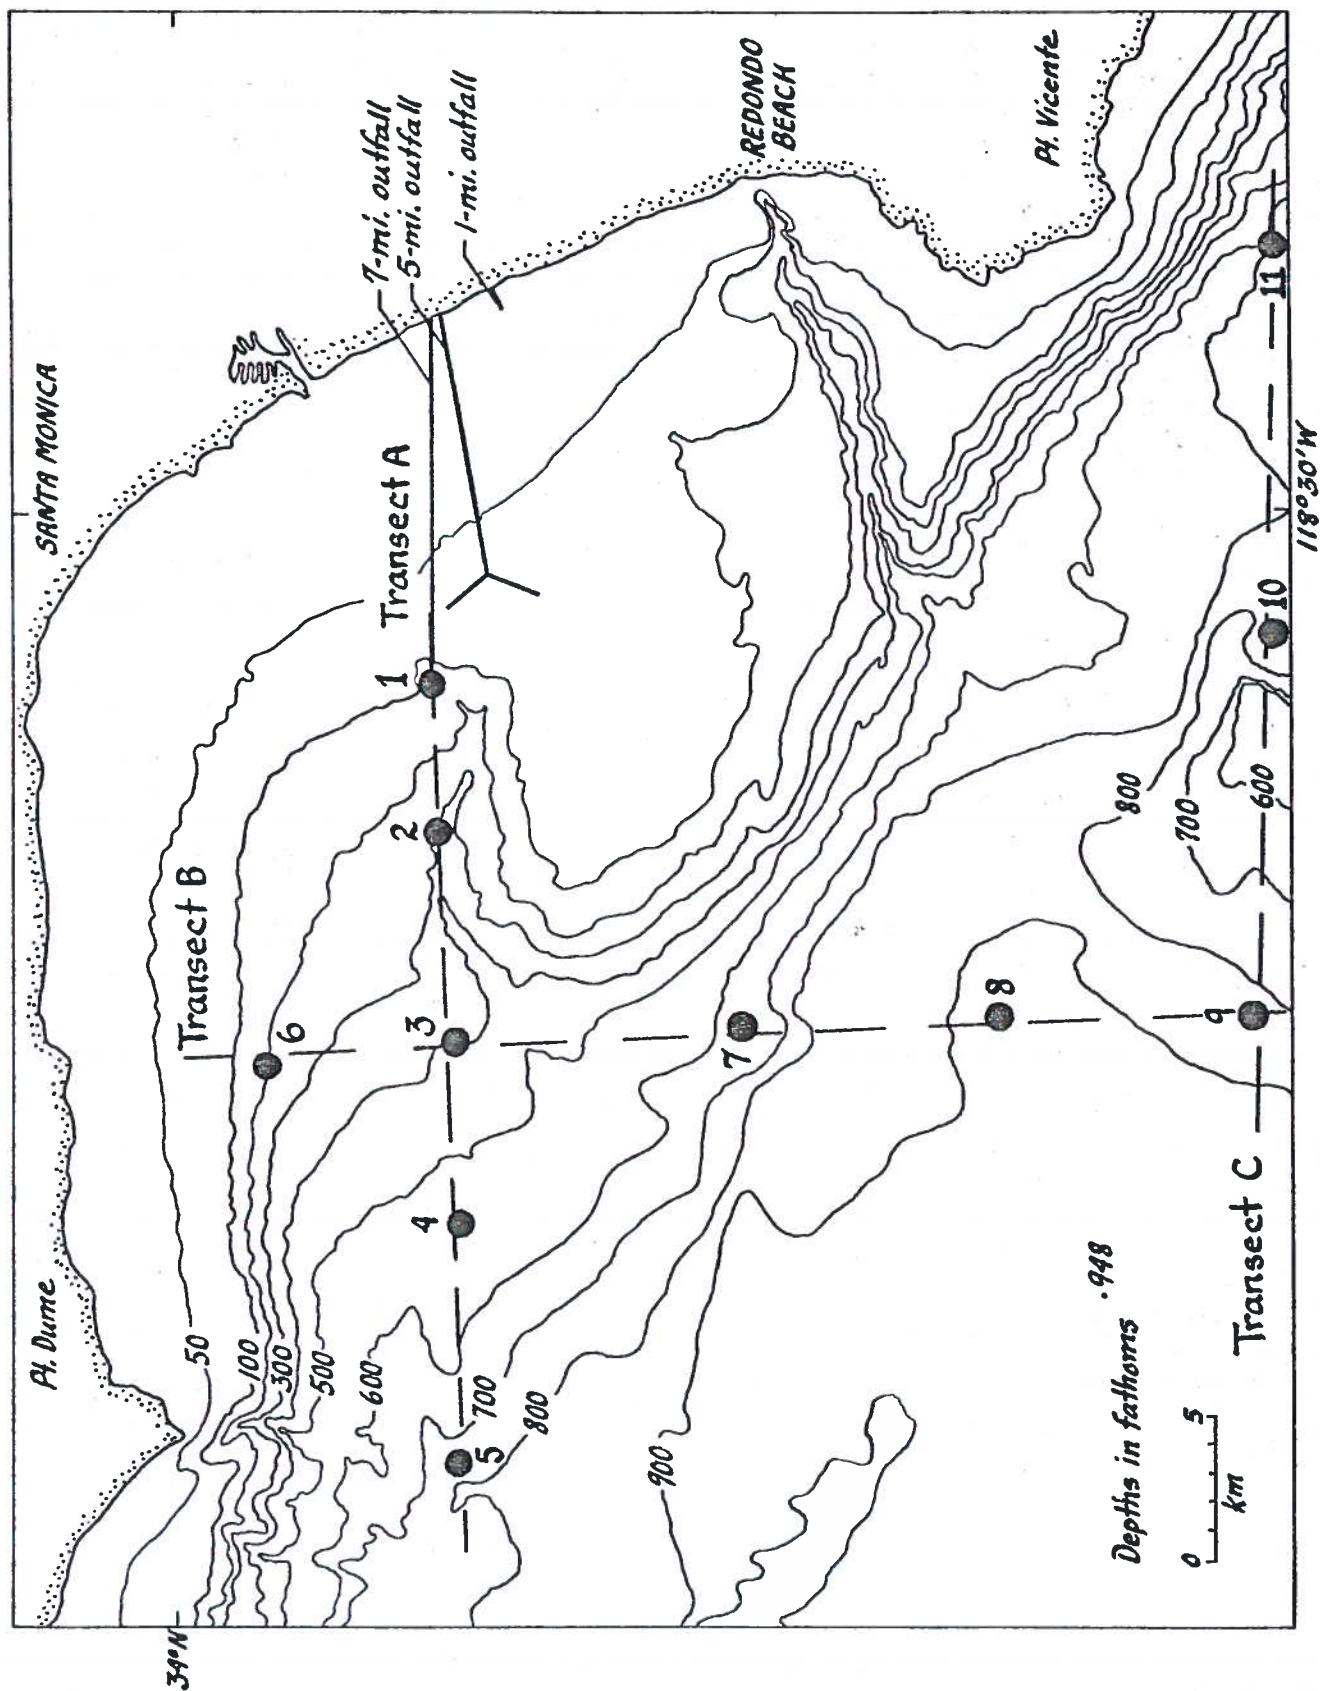 Pt. Dume
SANTA MONICA
7-mi. outfall
5-mi. outfall
1-mi. outfall
REDONDO
BEACH
Pt. Vicente
34°N
118°30'W
Transect A
Transect B
Transect C
1
2
3
4
5
6
7
8
9
10
11
50
100
300
500
600
700
800
900
800
700
600
.948
Depths in fathoms
0 5
km